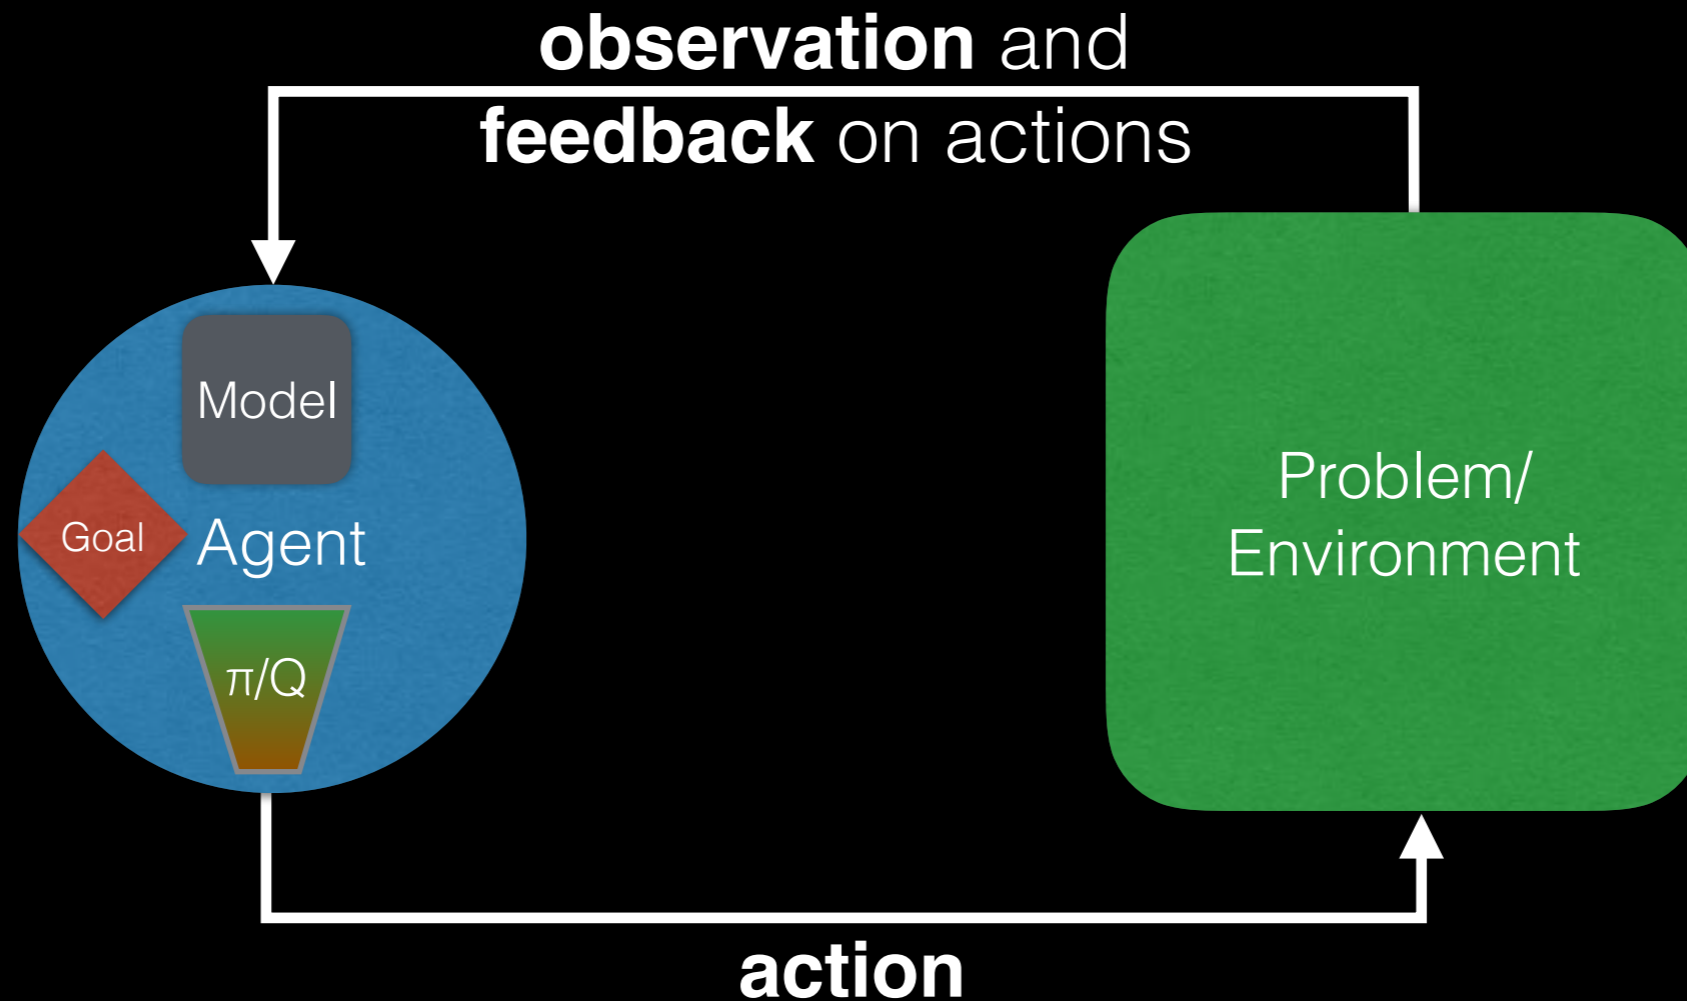 observation and
feedback on actions
Model
Goal
Agent
π/Q
Problem/
Environment
action